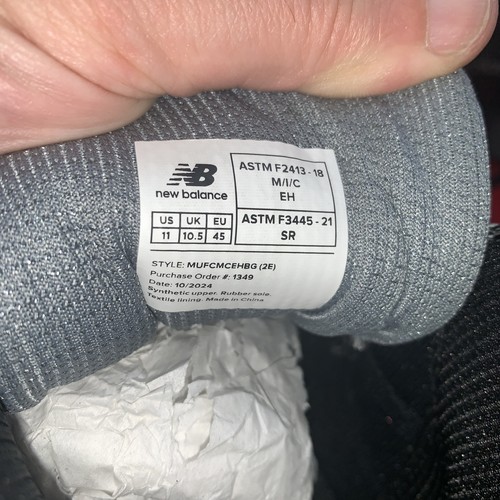 NB
new balance
US UK EU
11 10.5 45
ASTM F2413 - 18
M/I/C
EH
ASTM F3445 - 21
SR
STYLE: MUFCMCEHBG (2E)
Purchase Order #: 1349
Date: 10/2024
Synthetic upper. Rubber sole.
Textile lining. Made in China